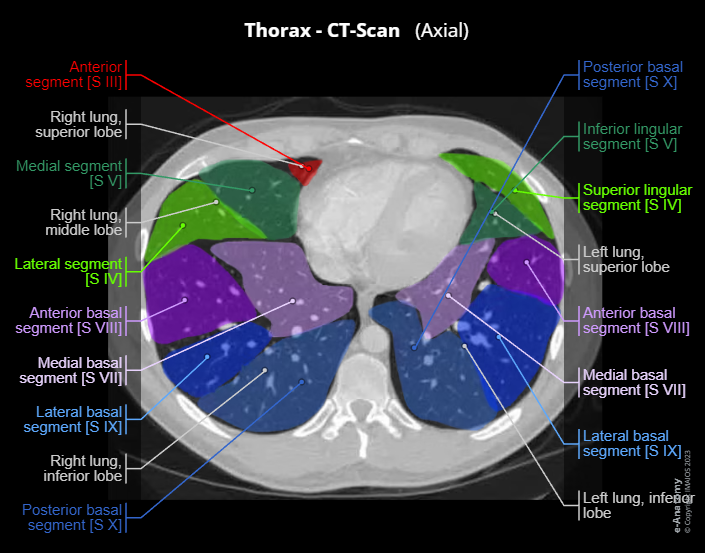 Thorax - CT-Scan (Axial)
Anterior
segment [S III]
Right lung,
superior lobe
Medial segment
[S V]
Right lung,
middle lobe
Lateral segment
[S IV]
Anterior basal
segment [S VIII]
Medial basal
segment [S VII]
Lateral basal
segment [S IX]
Right lung,
inferior lobe
Posterior basal
segment [S X]
Posterior basal
segment [S X]
Inferior lingular
segment [S V]
Superior lingular
segment [S IV]
Left lung,
superior lobe
Anterior basal
segment [S VIII]
Medial basal
segment [S VII]
Lateral basal
segment [S IX]
Left lung, inferior
lobe
e-Anatomy
© Copyright IMAIOS 2023